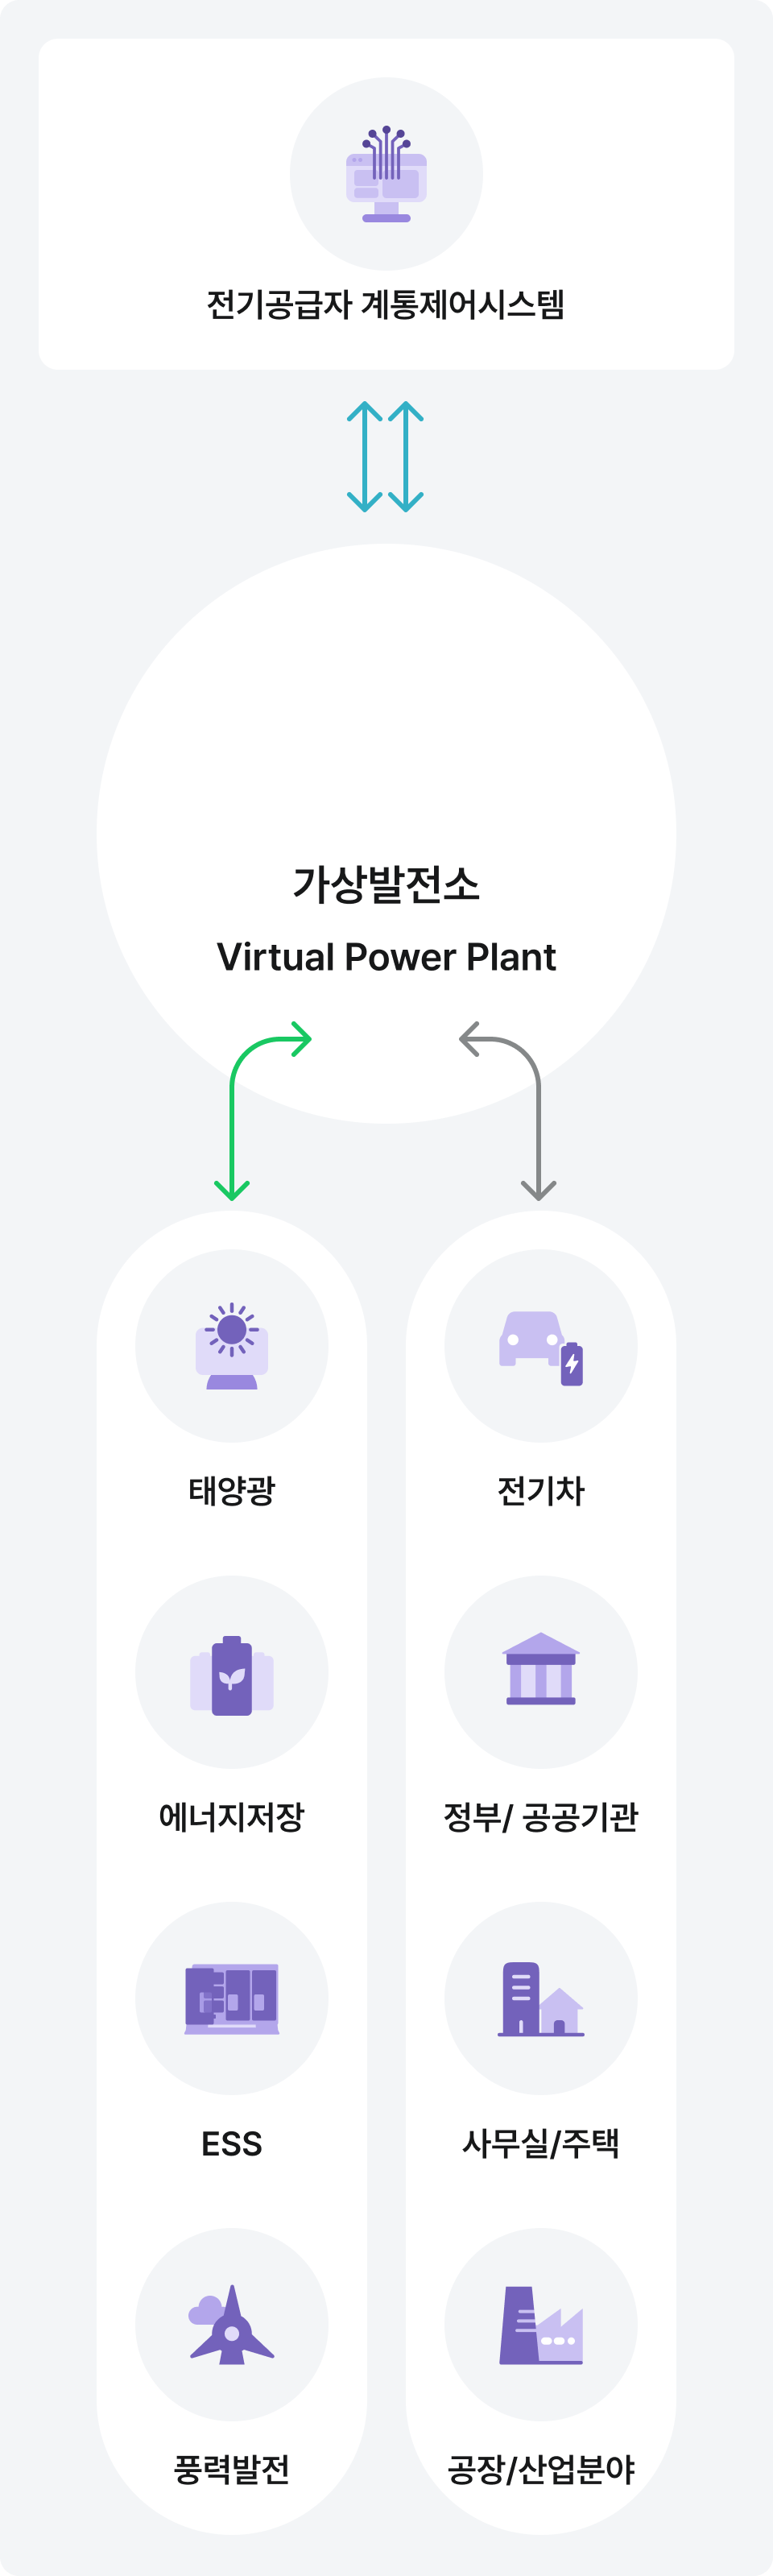 전기공급자 계통제어시스템
가상발전소
Virtual Power Plant
태양광
에너지저장
ESS
풍력발전
전기차
정부/ 공공기관
사무실/주택
공장/산업분야